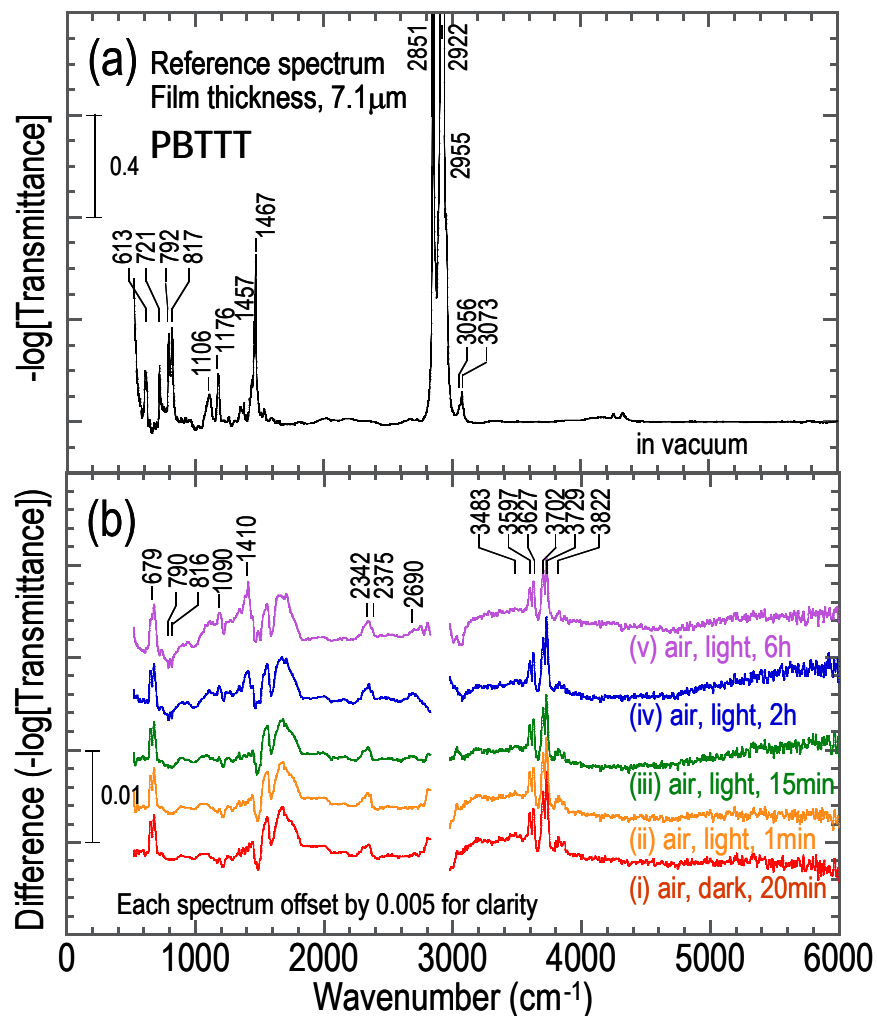 (a) Reference spectrum
Film thickness, 7.1μm
PBTTT
0.4
-log[Transmittance]
613
721
792
817
1106
1176
1457
1467
2851
2922
2955
3056
3073
in vacuum
(b)
Difference (-log[Transmittance])
679
790
816
1090
1410
2342
2375
2690
3483
3597
3627
3702
3729
3822
(v) air, light, 6h
(iv) air, light, 2h
(iii) air, light, 15min
(ii) air, light, 1min
(i) air, dark, 20min
0.01
Each spectrum offset by 0.005 for clarity
0 1000 2000 3000 4000 5000 6000
Wavenumber (cm-1)